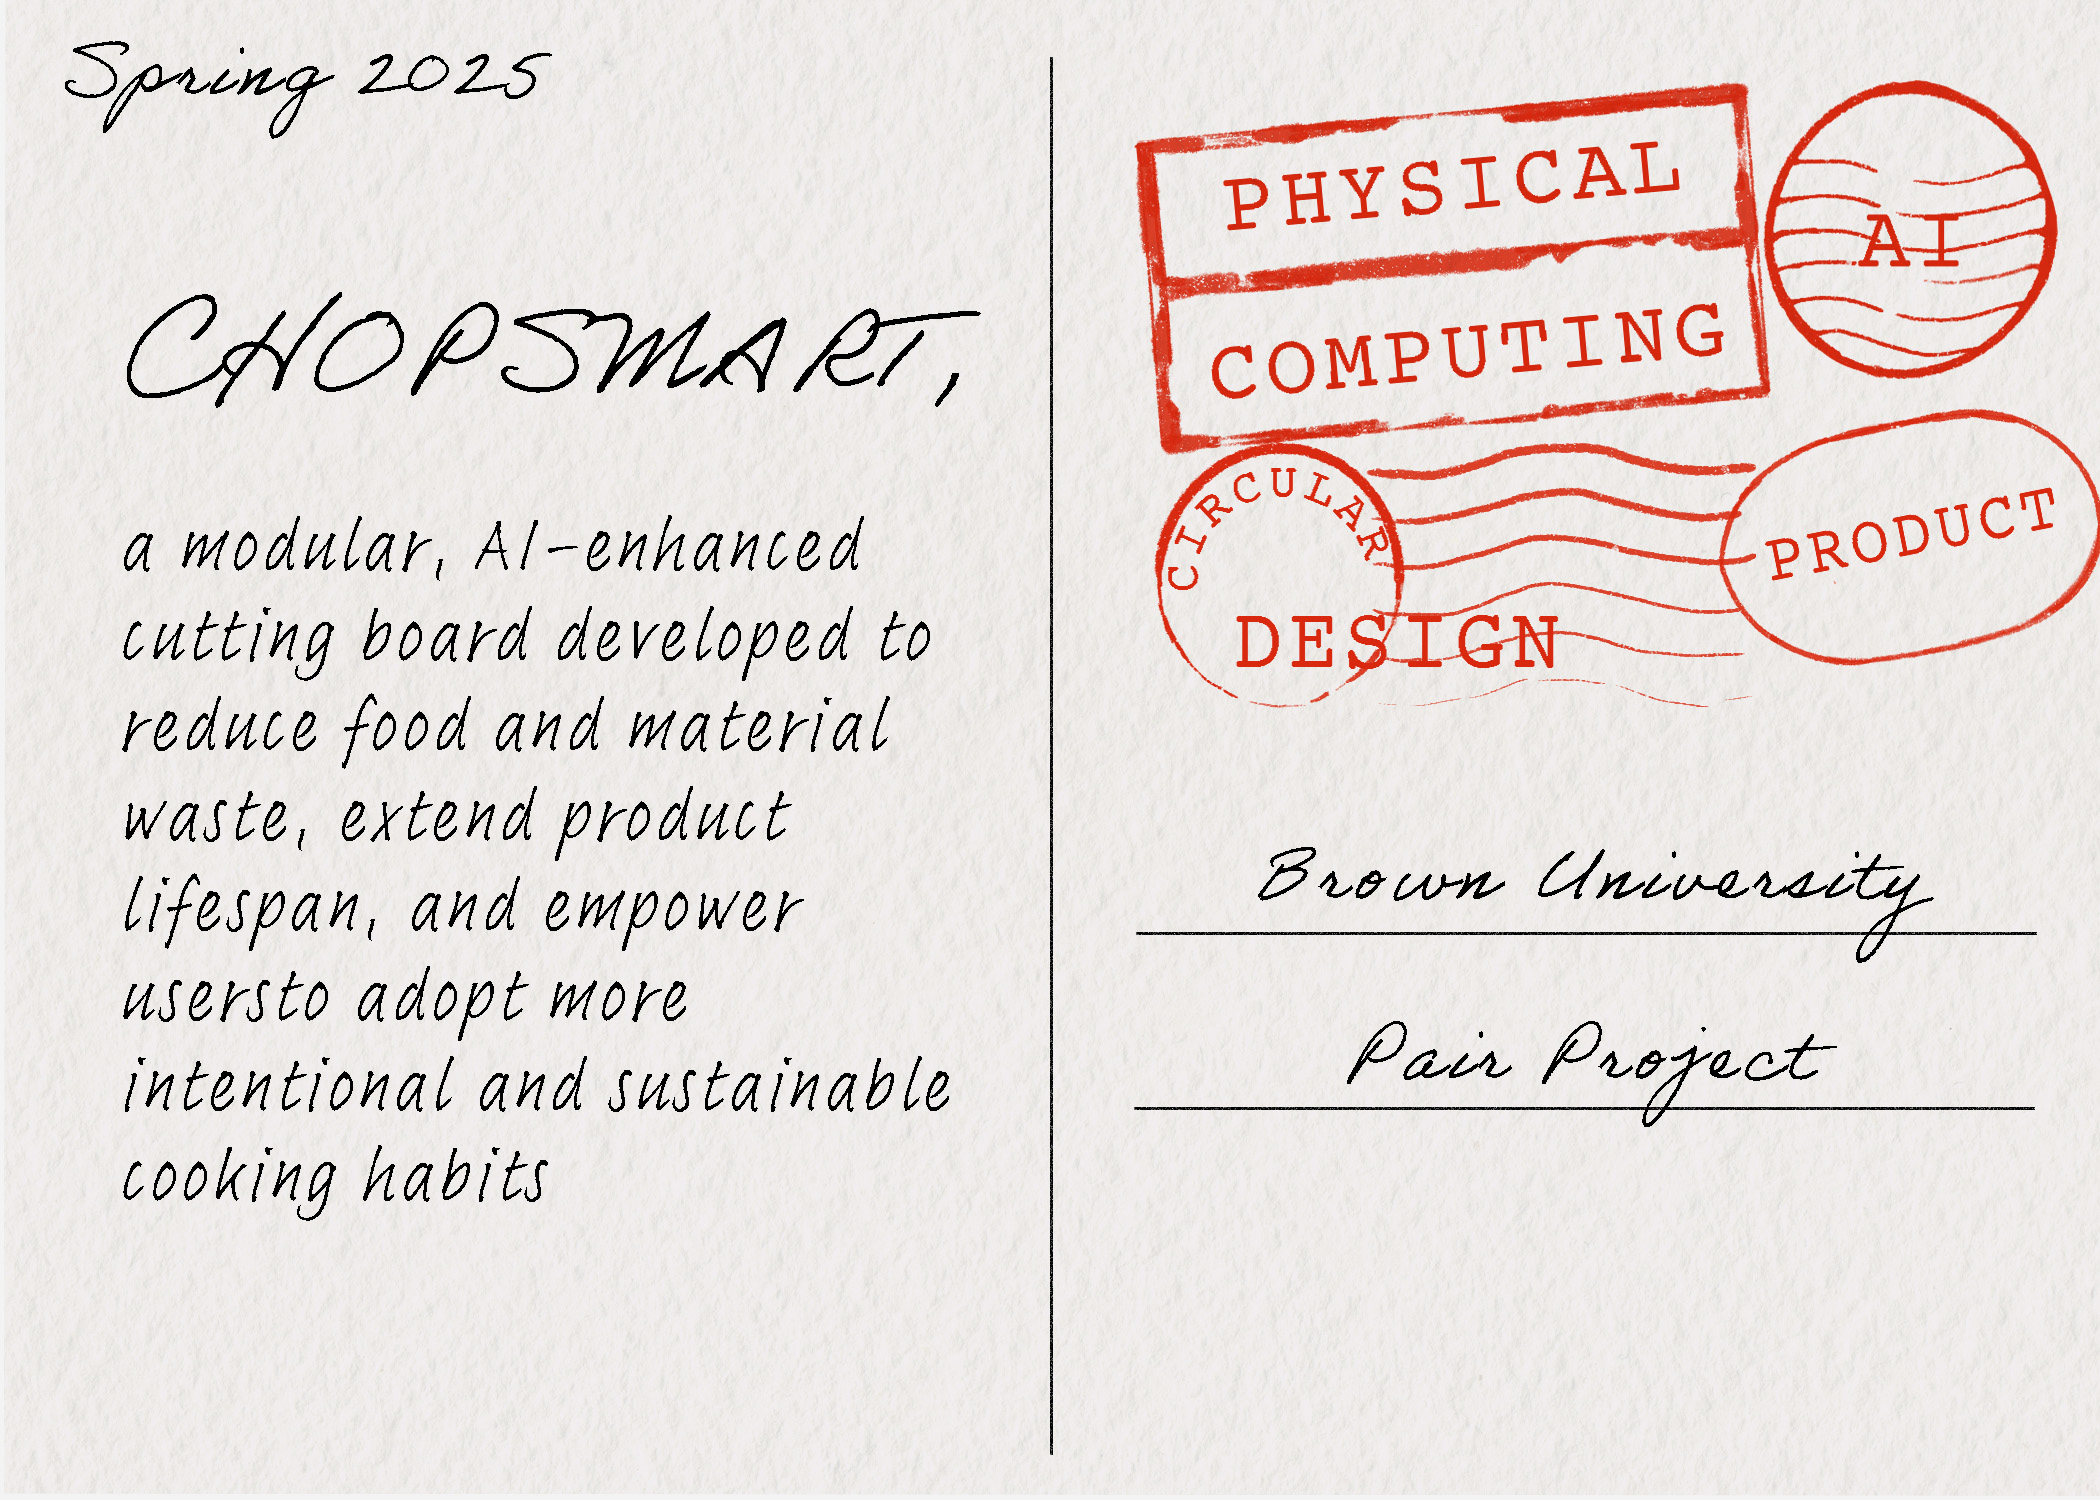 Spring 2025
CHOPSMART,
a modular, AI-enhanced
cutting board developed to
reduce food and material
waste, extend product
lifespan, and empower
usersto adopt more
intentional and sustainable
cooking habits
PHYSICAL
COMPUTING
AI
CIRCULAR
DESIGN
PRODUCT
Brown University
Pair Project